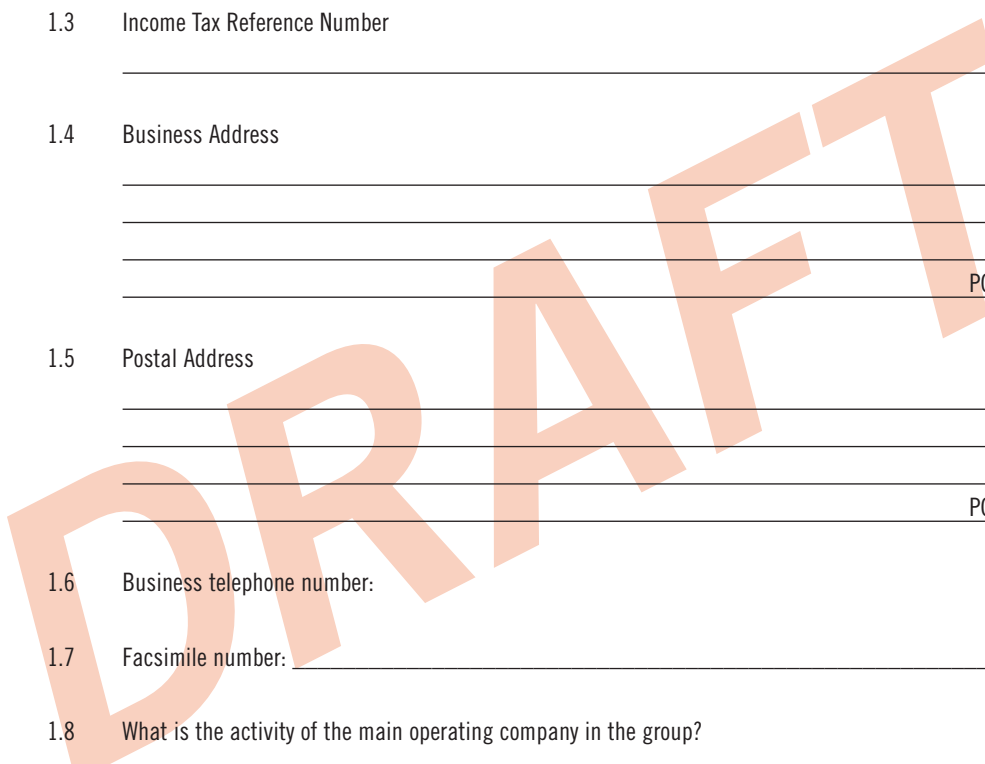 1.3 Income Tax Reference Number
1.4 Business Address
1.5 Postal Address
1.6 Business telephone number:
1.7 Facsimile number:
1.8 What is the activity of the main operating company in the group?
DRAFT